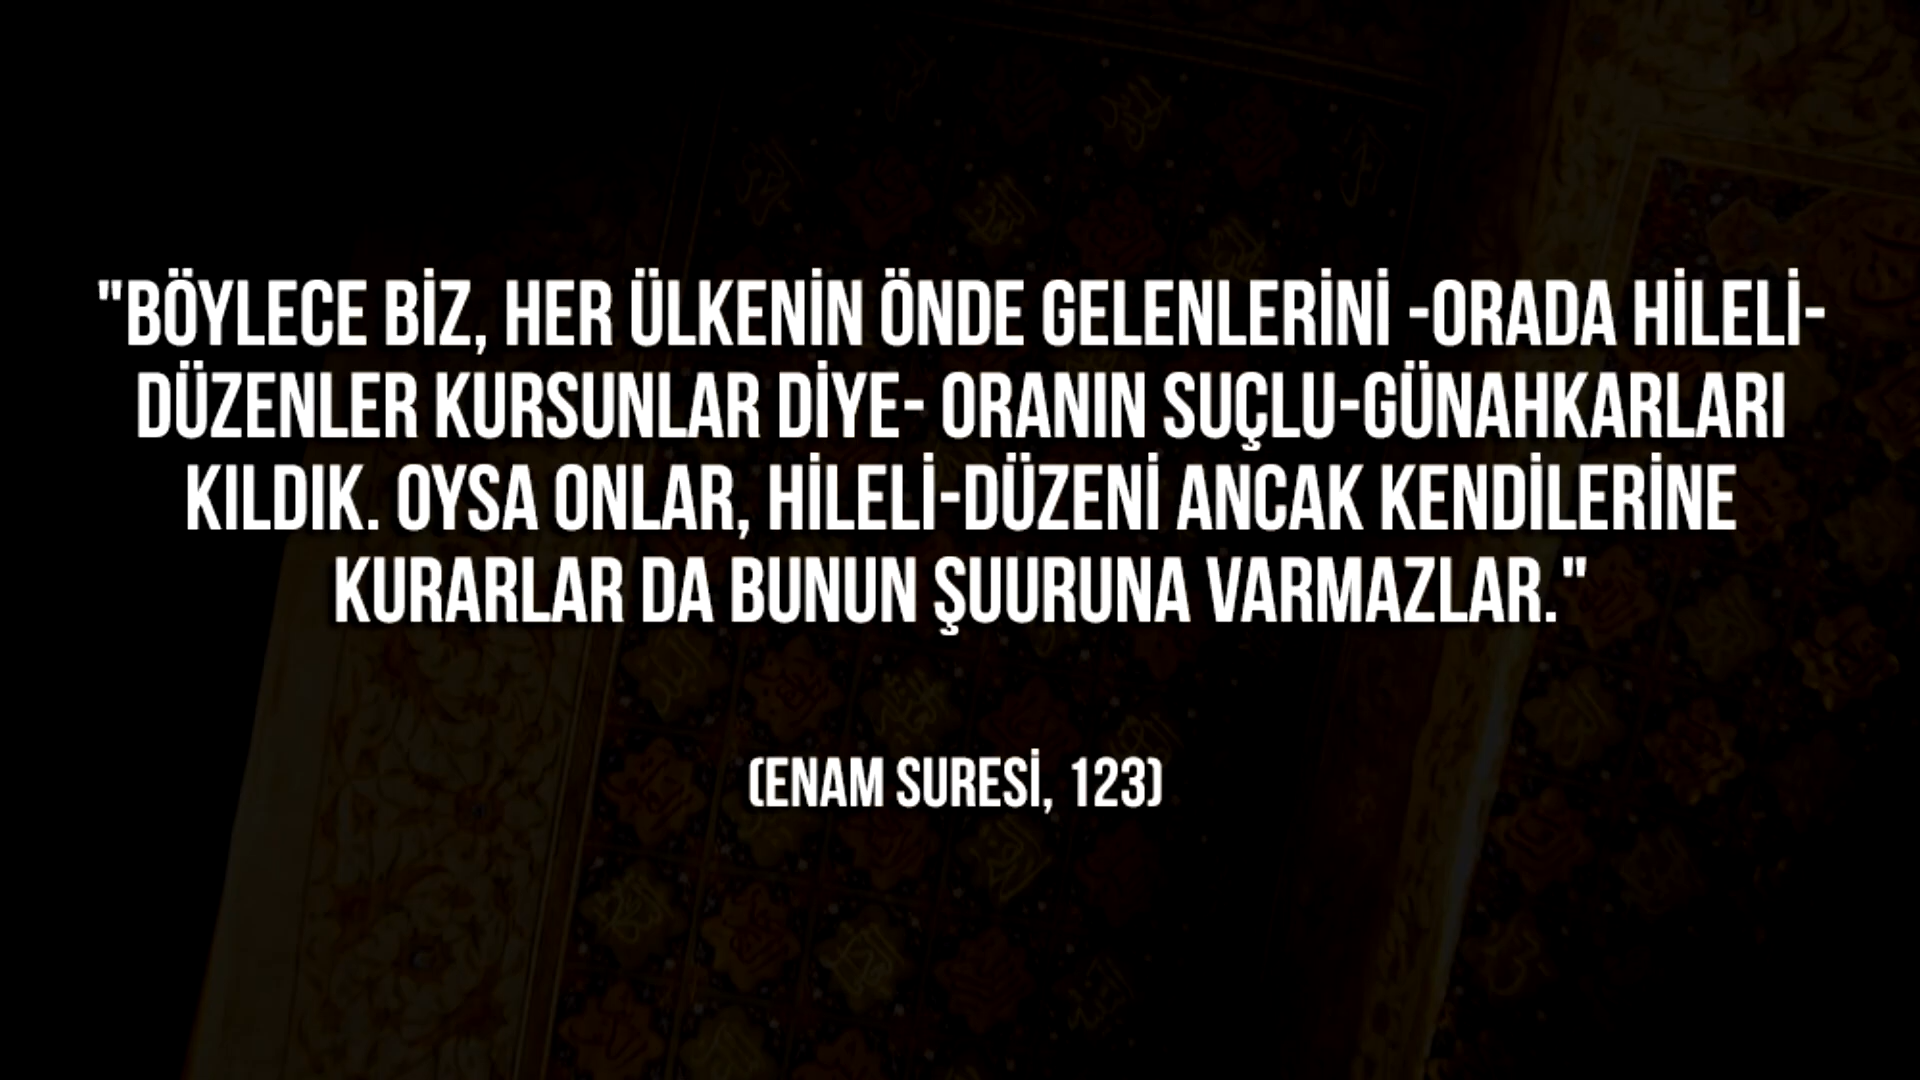 "BÖYLECE BİZ, HER ÜLKENİN ÖNDE GELENLERİNİ -ORADA HİLELİ-
DÜZENLER KURSUNLAR DİYE- ORANIN SUÇLU-GÜNAHKARLARI
KILDIK. OYSA ONLAR, HİLELİ-DÜZENİ ANCAK KENDİLERİNE
KURARLAR DA BUNUN ŞUURUNA VARMAZLAR."
(ENAM SURESİ, 123)